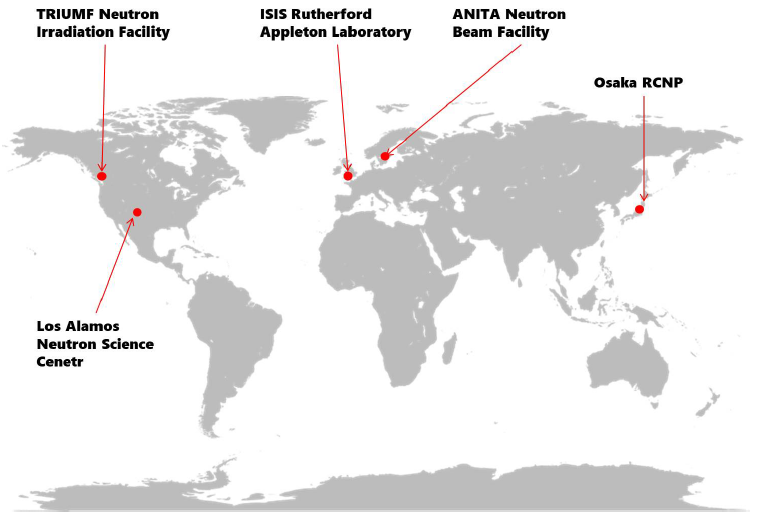 TRIUMF Neutron
Irradiation Facility
ISIS Rutherford
Appleton Laboratory
ANITA Neutron
Beam Facility
Osaka RCNP
Los Alamos
Neutron Science
Cenetr